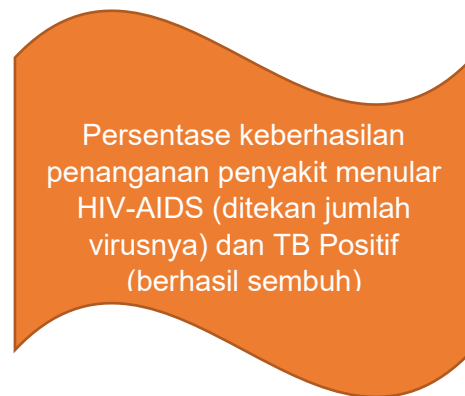 Persentase keberhasilan
penanganan penyakit menular
HIV-AIDS (ditekan jumlah
virusnya) dan TB Positif
(berhasil sembuh)